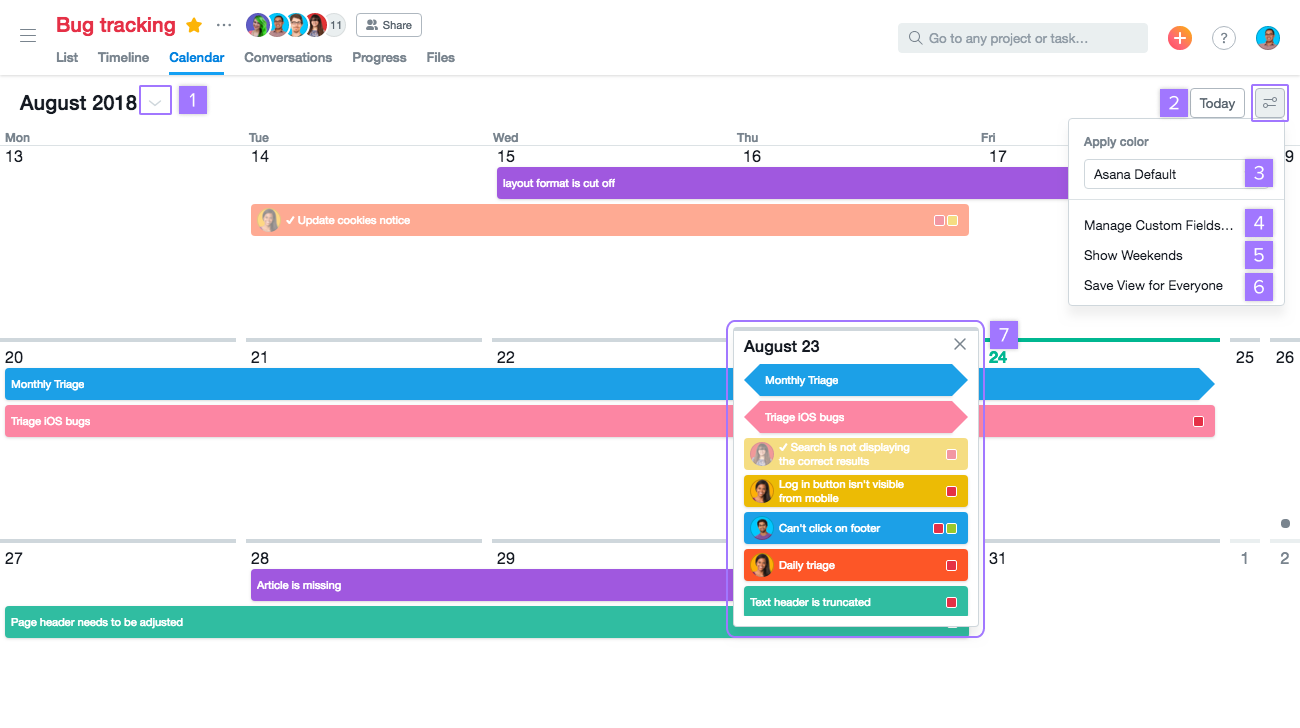 Bug tracking
11
Share
Go to any project or task...
?
List
Timeline
Calendar
Conversations
Progress
Files
August 2018
1
2
Today
Mon
Tue
Wed
Thu
Fri
13
14
15
16
17
9
layout format is cut off
✓ Update cookies notice
Apply color
Asana Default
3
Manage Custom Fields...
4
Show Weekends
5
Save View for Everyone
6
20
21
22
24
25
26
Monthly Triage
Triage iOS bugs
7
August 23
Monthly Triage
Triage iOS bugs
✓ Search is not displaying
the correct results
Log in button isn't visible
from mobile
Can't click on footer
Daily triage
Text header is truncated
27
28
29
31
1
2
Article is missing
Page header needs to be adjusted